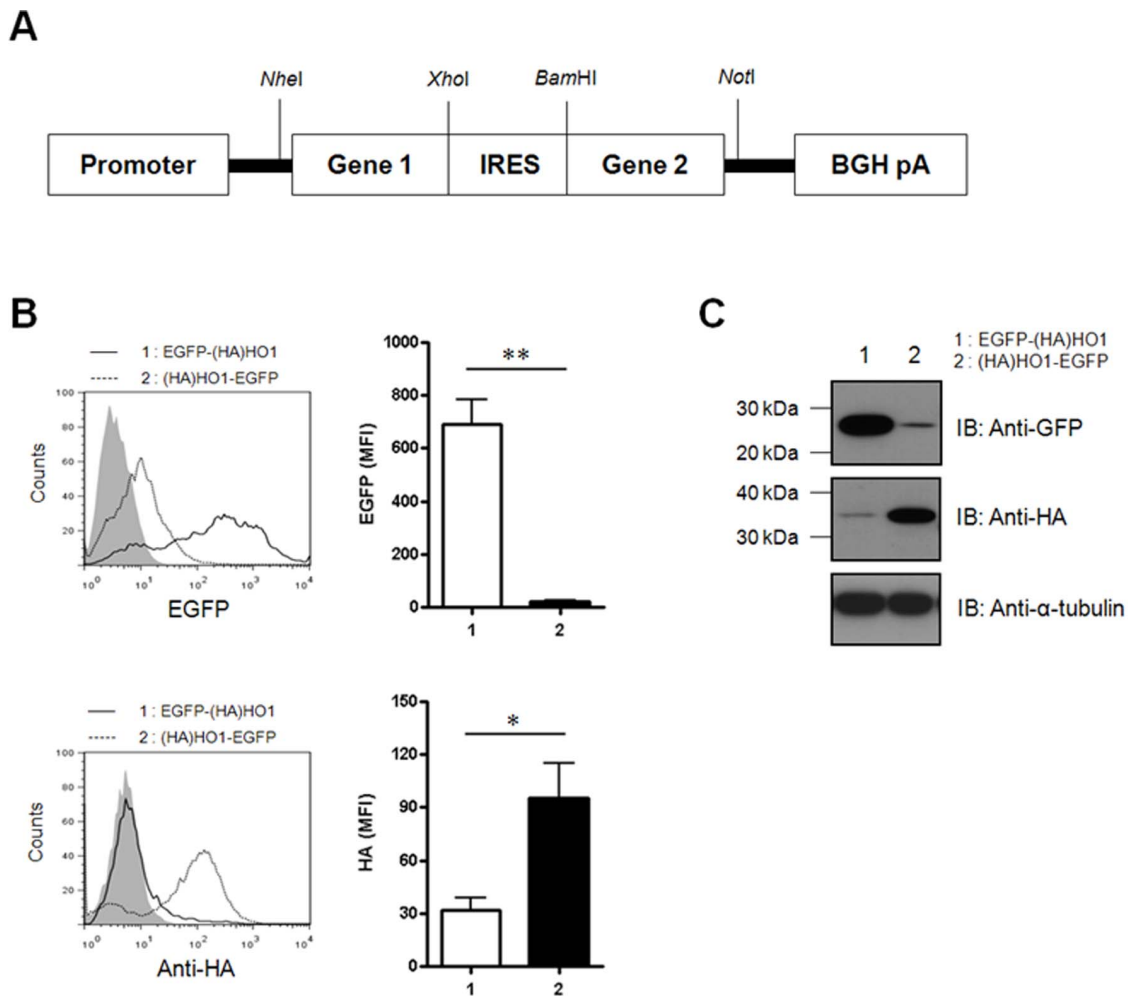 A
NheI
XhoI
BamHI
NotI
Promoter
Gene 1
IRES
Gene 2
BGH pA
B
1 : EGFP-(HA)HO1
2 : (HA)HO1-EGFP
Counts
100
80
60
40
20
10⁰ 10¹ 10² 10³ 10⁴
EGFP
EGFP (MFI)
1000
800
600
400
200
0
**
1 2
1 : EGFP-(HA)HO1
2 : (HA)HO1-EGFP
Counts
100
80
60
40
20
10⁰ 10¹ 10² 10³ 10⁴
Anti-HA
HA (MFI)
150
120
90
60
30
0
*
1 2
C
1 : EGFP-(HA)HO1
2 : (HA)HO1-EGFP
1 2
30 kDa
20 kDa
IB: Anti-GFP
40 kDa
30 kDa
IB: Anti-HA
IB: Anti-α-tubulin